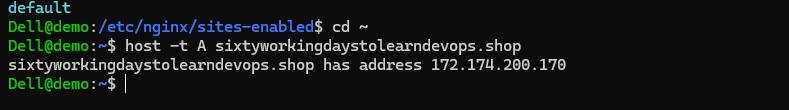 default
Dell@demo:/etc/nginx/sites-enabled$ cd ~
Dell@demo:~$ host -t A sixtyworkingdaystolearndevops.shop
sixtyworkingdaystolearndevops.shop has address 172.174.200.170
Dell@demo:~$